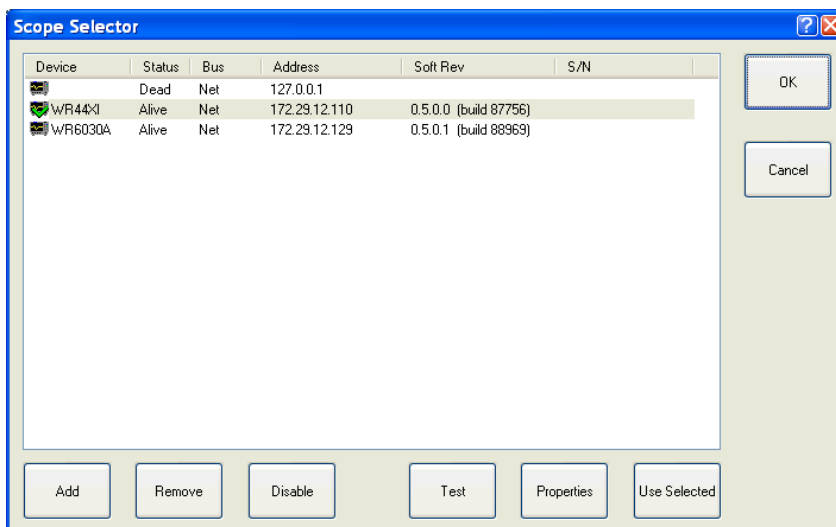 Scope Selector
Device Status Bus Address Soft Rev S/N
Dead Net 127.0.0.1
WR44XI Alive Net 172.29.12.110 0.5.0.0 (build 87756)
WR6030A Alive Net 172.29.12.129 0.5.0.1 (build 88969)
OK
Cancel
Add Remove Disable Test Properties Use Selected